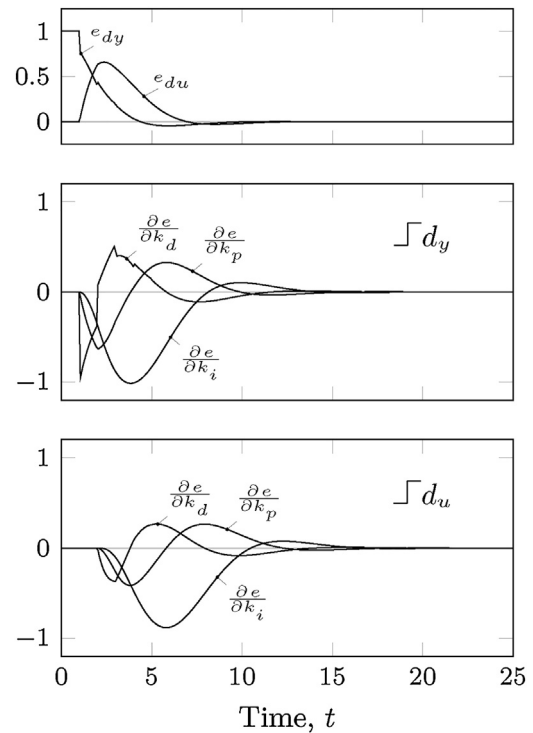 1
e_{dy}
0.5
e_{du}
0
1
∂e/∂k_d
∂e/∂k_p
d_y
0
∂e/∂k_i
−1
1
∂e/∂k_d
∂e/∂k_p
d_u
0
∂e/∂k_i
−1
0 5 10 15 20 25
Time, t